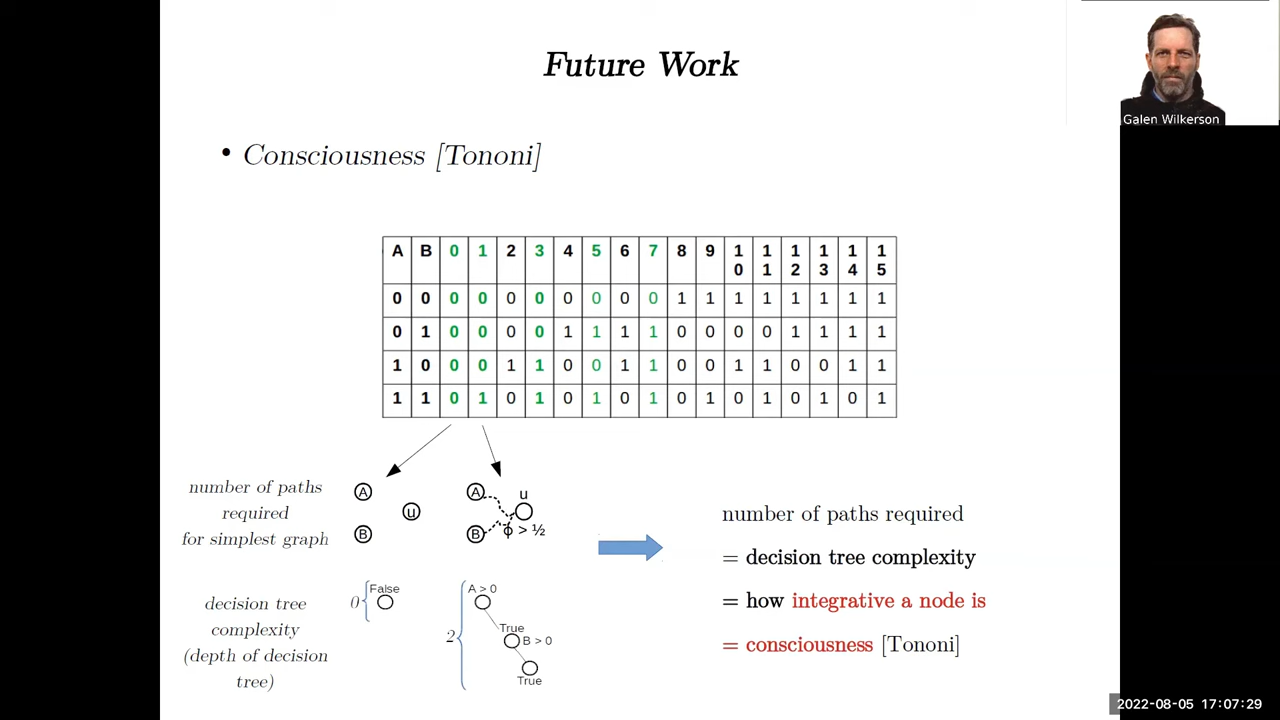 Future Work
Galen Wilkerson
• Consciousness [Tononi]
A B 0 1 2 3 4 5 6 7 8 9 10 11 12 13 14 15
0 0 0 0 0 0 0 0 0 0 1 1 1 1 1 1 1 1
0 1 0 0 0 0 1 1 1 1 0 0 0 0 1 1 1 1
1 0 0 0 1 1 0 0 1 1 0 0 1 1 0 0 1 1
1 1 0 1 0 1 0 1 0 1 0 1 0 1 0 1 0 1
number of paths
required
for simplest graph
A
B
u
A
B
u
ϕ > ½
decision tree
complexity
(depth of decision
tree)
0
False
2
A > 0
True
B > 0
True
number of paths required
= decision tree complexity
= how integrative a node is
= consciousness [Tononi]
2022-08-05 17:07:29